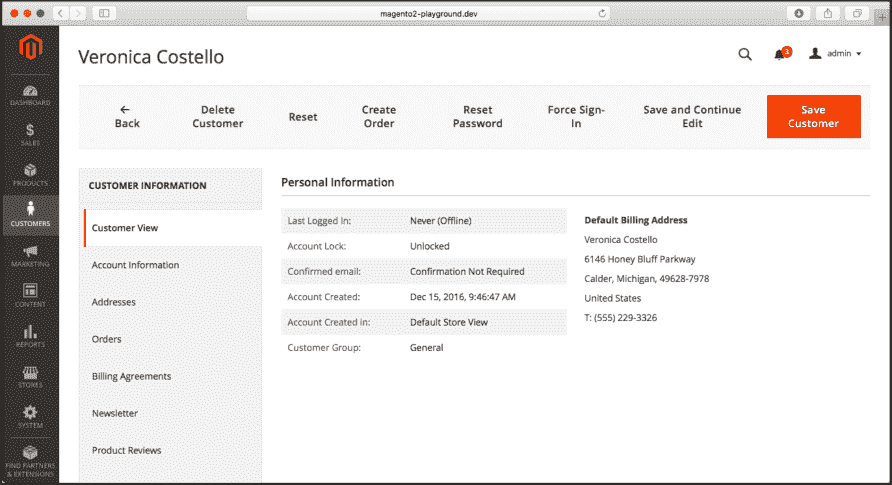 magento2-playground.dev
Veronica Costello
3
admin
DASHBOARD
SALES
PRODUCTS
CUSTOMERS
MARKETING
CONTENT
REPORTS
STORES
SYSTEM
FIND PARTNERS
& EXTENSIONS
← Back
Delete
Customer
Reset
Create
Order
Reset
Password
Force Sign-
In
Save and Continue
Edit
Save
Customer
CUSTOMER INFORMATION
Customer View
Account Information
Addresses
Orders
Billing Agreements
Newsletter
Product Reviews
Personal Information
Last Logged In: Never (Offline)
Account Lock: Unlocked
Confirmed email: Confirmation Not Required
Account Created: Dec 15, 2016, 9:46:47 AM
Account Created in: Default Store View
Customer Group: General
Default Billing Address
Veronica Costello
6146 Honey Bluff Parkway
Calder, Michigan, 49628-7978
United States
T: (555) 229-3326